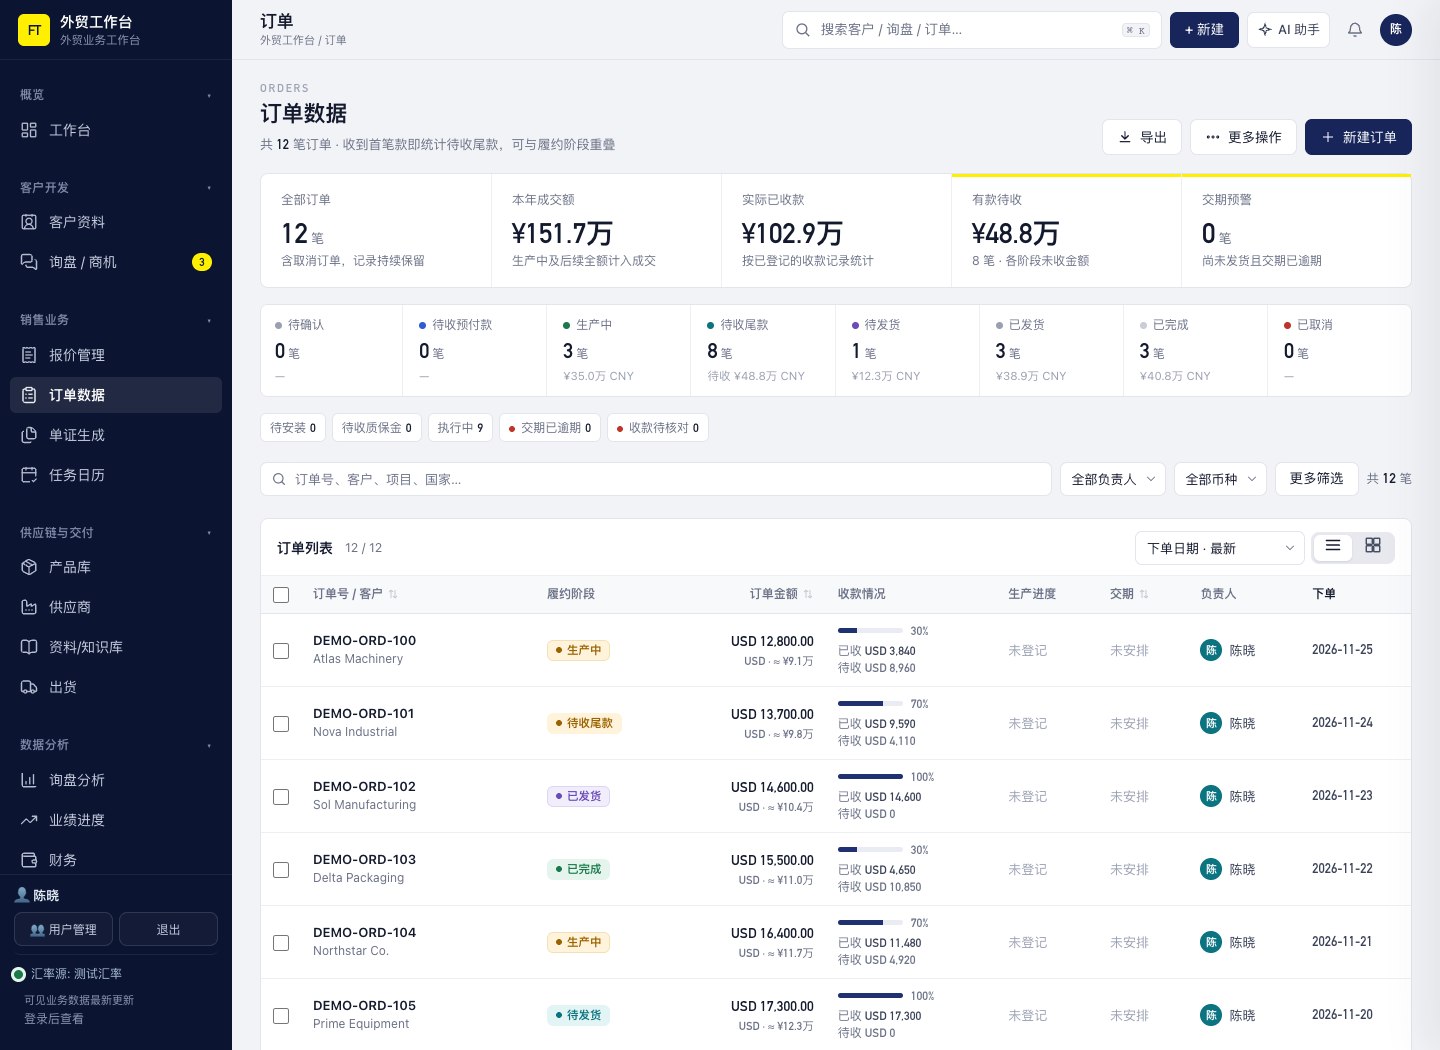 FT
外贸工作台
外贸业务工作台
概览
工作台
客户开发
客户资料
询盘 / 商机
3
销售业务
报价管理
订单数据
单证生成
任务日历
供应链与交付
产品库
供应商
资料/知识库
出货
数据分析
询盘分析
业绩进度
财务
陈晓
用户管理
退出
汇率源: 测试汇率
可见业务数据最新更新
登录后查看
订单
外贸工作台 / 订单
搜索客户 / 询盘 / 订单...
⌘ K
+ 新建
AI 助手
陈
ORDERS
订单数据
共 12 笔订单 · 收到首笔款即统计待收尾款，可与履约阶段重叠
导出
更多操作
新建订单
全部订单
12 笔
含取消订单，记录持续保留
本年成交额
¥151.7万
生产中及后续全额计入成交
实际已收款
¥102.9万
按已登记的收款记录统计
有款待收
¥48.8万
8 笔 · 各阶段未收金额
交期预警
0 笔
尚未发货且交期已逾期
待确认
0 笔
—
待收预付款
0 笔
—
生产中
3 笔
¥35.0万 CNY
待收尾款
8 笔
待收 ¥48.8万 CNY
待发货
1 笔
¥12.3万 CNY
已发货
3 笔
¥38.9万 CNY
已完成
3 笔
¥40.8万 CNY
已取消
0 笔
—
待安装 0
待收质保金 0
执行中 9
交期已逾期 0
收款待核对 0
订单号、客户、项目、国家...
全部负责人
全部币种
更多筛选
共 12 笔
订单列表 12 / 12
下单日期 · 最新
订单号 / 客户
履约阶段
订单金额
收款情况
生产进度
交期
负责人
下单
DEMO-ORD-100
Atlas Machinery
生产中
USD 12,800.00
USD · ≈ ¥9.1万
30%
已收 USD 3,840
待收 USD 8,960
未登记
未安排
陈 陈晓
2026-11-25
DEMO-ORD-101
Nova Industrial
待收尾款
USD 13,700.00
USD · ≈ ¥9.8万
70%
已收 USD 9,590
待收 USD 4,110
未登记
未安排
陈 陈晓
2026-11-24
DEMO-ORD-102
Sol Manufacturing
已发货
USD 14,600.00
USD · ≈ ¥10.4万
100%
已收 USD 14,600
待收 USD 0
未登记
未安排
陈 陈晓
2026-11-23
DEMO-ORD-103
Delta Packaging
已完成
USD 15,500.00
USD · ≈ ¥11.0万
30%
已收 USD 4,650
待收 USD 10,850
未登记
未安排
陈 陈晓
2026-11-22
DEMO-ORD-104
Northstar Co.
生产中
USD 16,400.00
USD · ≈ ¥11.7万
70%
已收 USD 11,480
待收 USD 4,920
未登记
未安排
陈 陈晓
2026-11-21
DEMO-ORD-105
Prime Equipment
待发货
USD 17,300.00
USD · ≈ ¥12.3万
100%
已收 USD 17,300
待收 USD 0
未登记
未安排
陈 陈晓
2026-11-20